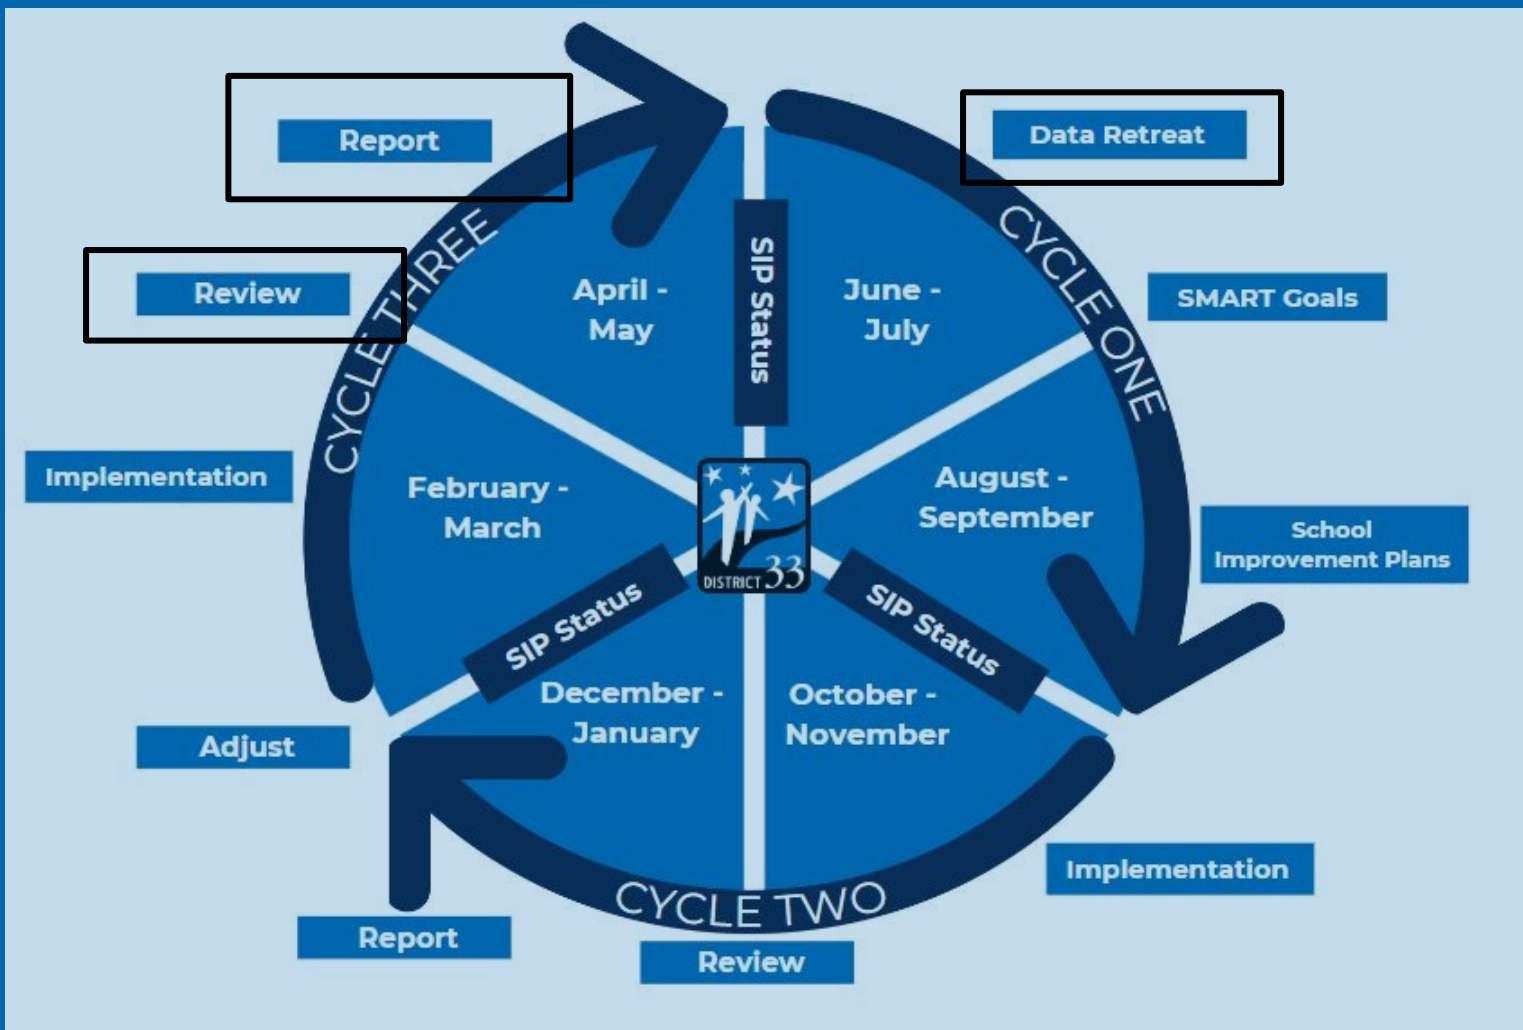 Report
Data Retreat
CYCLE THREE
CYCLE ONE
Review
SMART Goals
SIP Status
April -
May
June -
July
Implementation
February -
March
August -
September
School
Improvement Plans
DISTRICT 33
SIP Status
SIP Status
December -
January
October -
November
Adjust
Implementation
CYCLE TWO
Report
Review